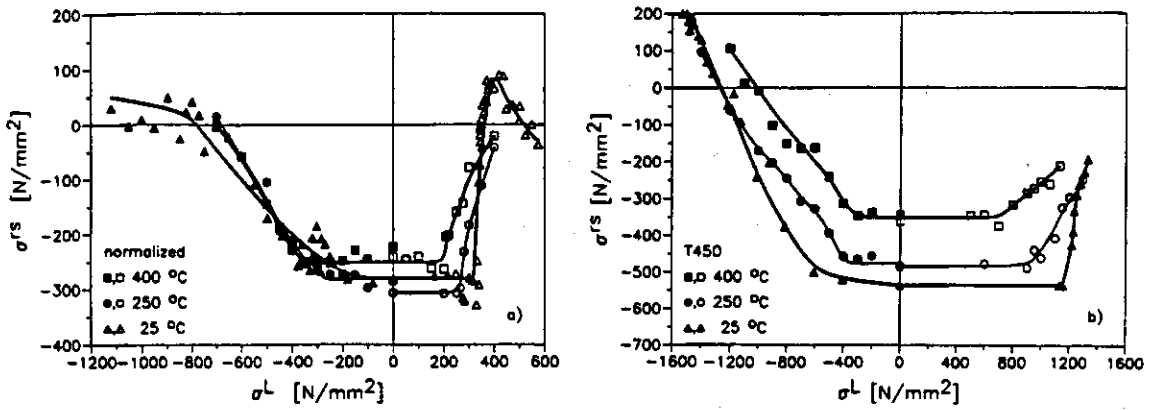 200
100
0
−100
−200
−300
−400
σrs [N/mm2]
normalized
■,□ 400 °C
●,○ 250 °C
▲,△ 25 °C
a)
−1200 −1000 −800 −600 −400 −200 0 200 400 600
σL [N/mm2]
200
100
0
−100
−200
−300
−400
−500
−600
−700
σrs [N/mm2]
T450
■,□ 400 °C
●,○ 250 °C
▲,△ 25 °C
b)
−1600 −1200 −800 −400 0 400 800 1200 1600
σL [N/mm2]